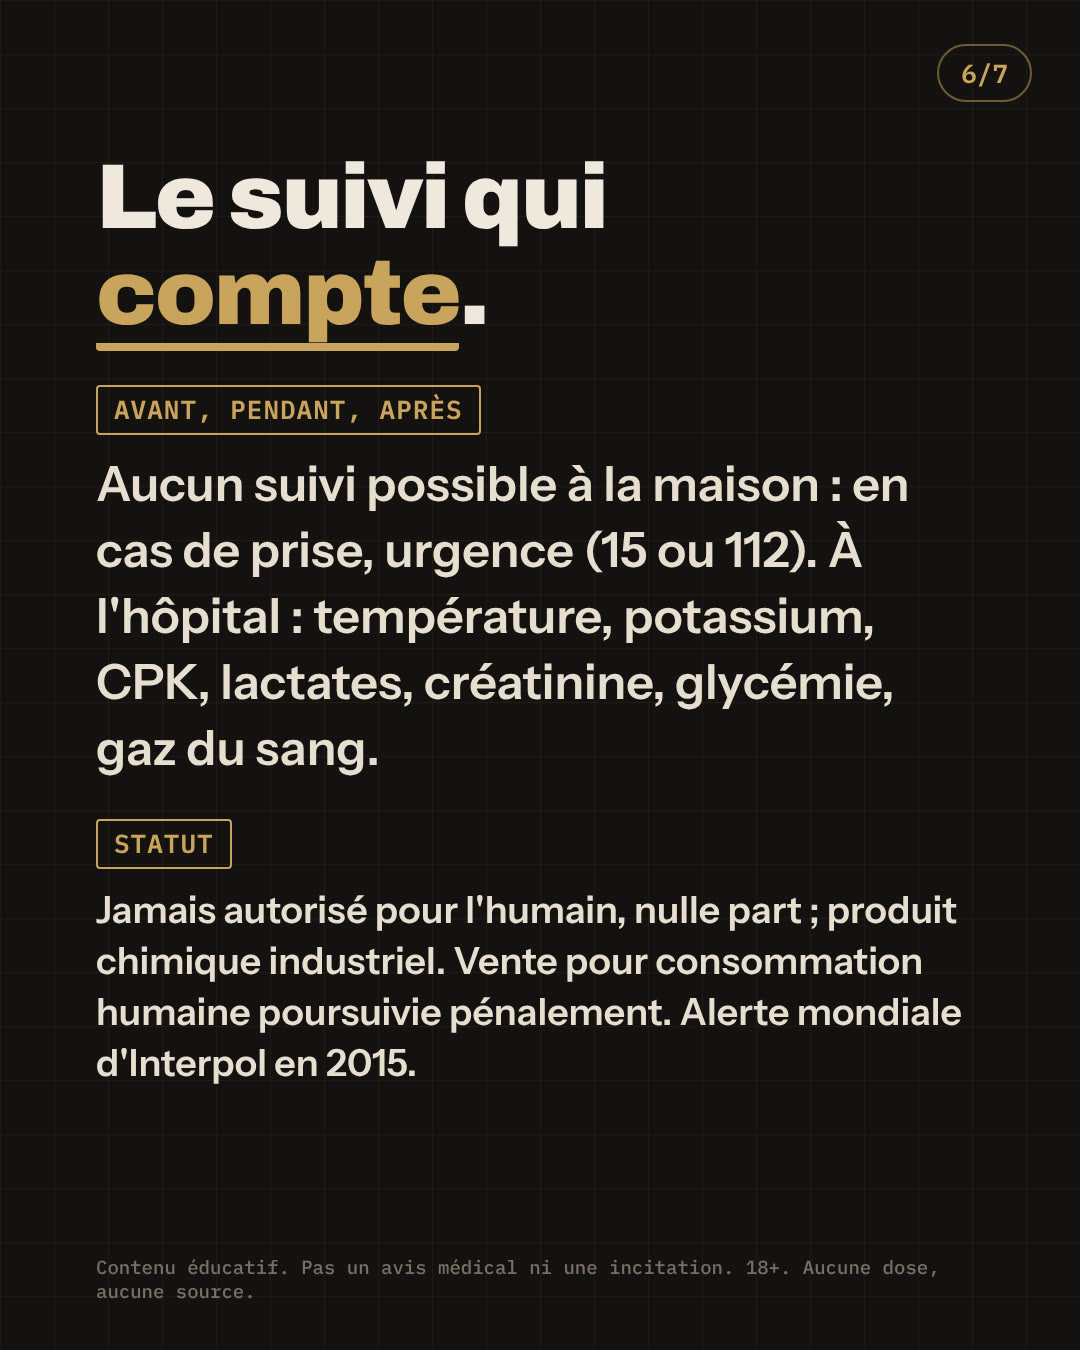 6/7
Le suivi qui
compte.
AVANT, PENDANT, APRÈS
Aucun suivi possible à la maison : en
cas de prise, urgence (15 ou 112). À
l'hôpital : température, potassium,
CPK, lactates, créatinine, glycémie,
gaz du sang.
STATUT
Jamais autorisé pour l'humain, nulle part ; produit
chimique industriel. Vente pour consommation
humaine poursuivie pénalement. Alerte mondiale
d'Interpol en 2015.
Contenu éducatif. Pas un avis médical ni une incitation. 18+. Aucune dose,
aucune source.